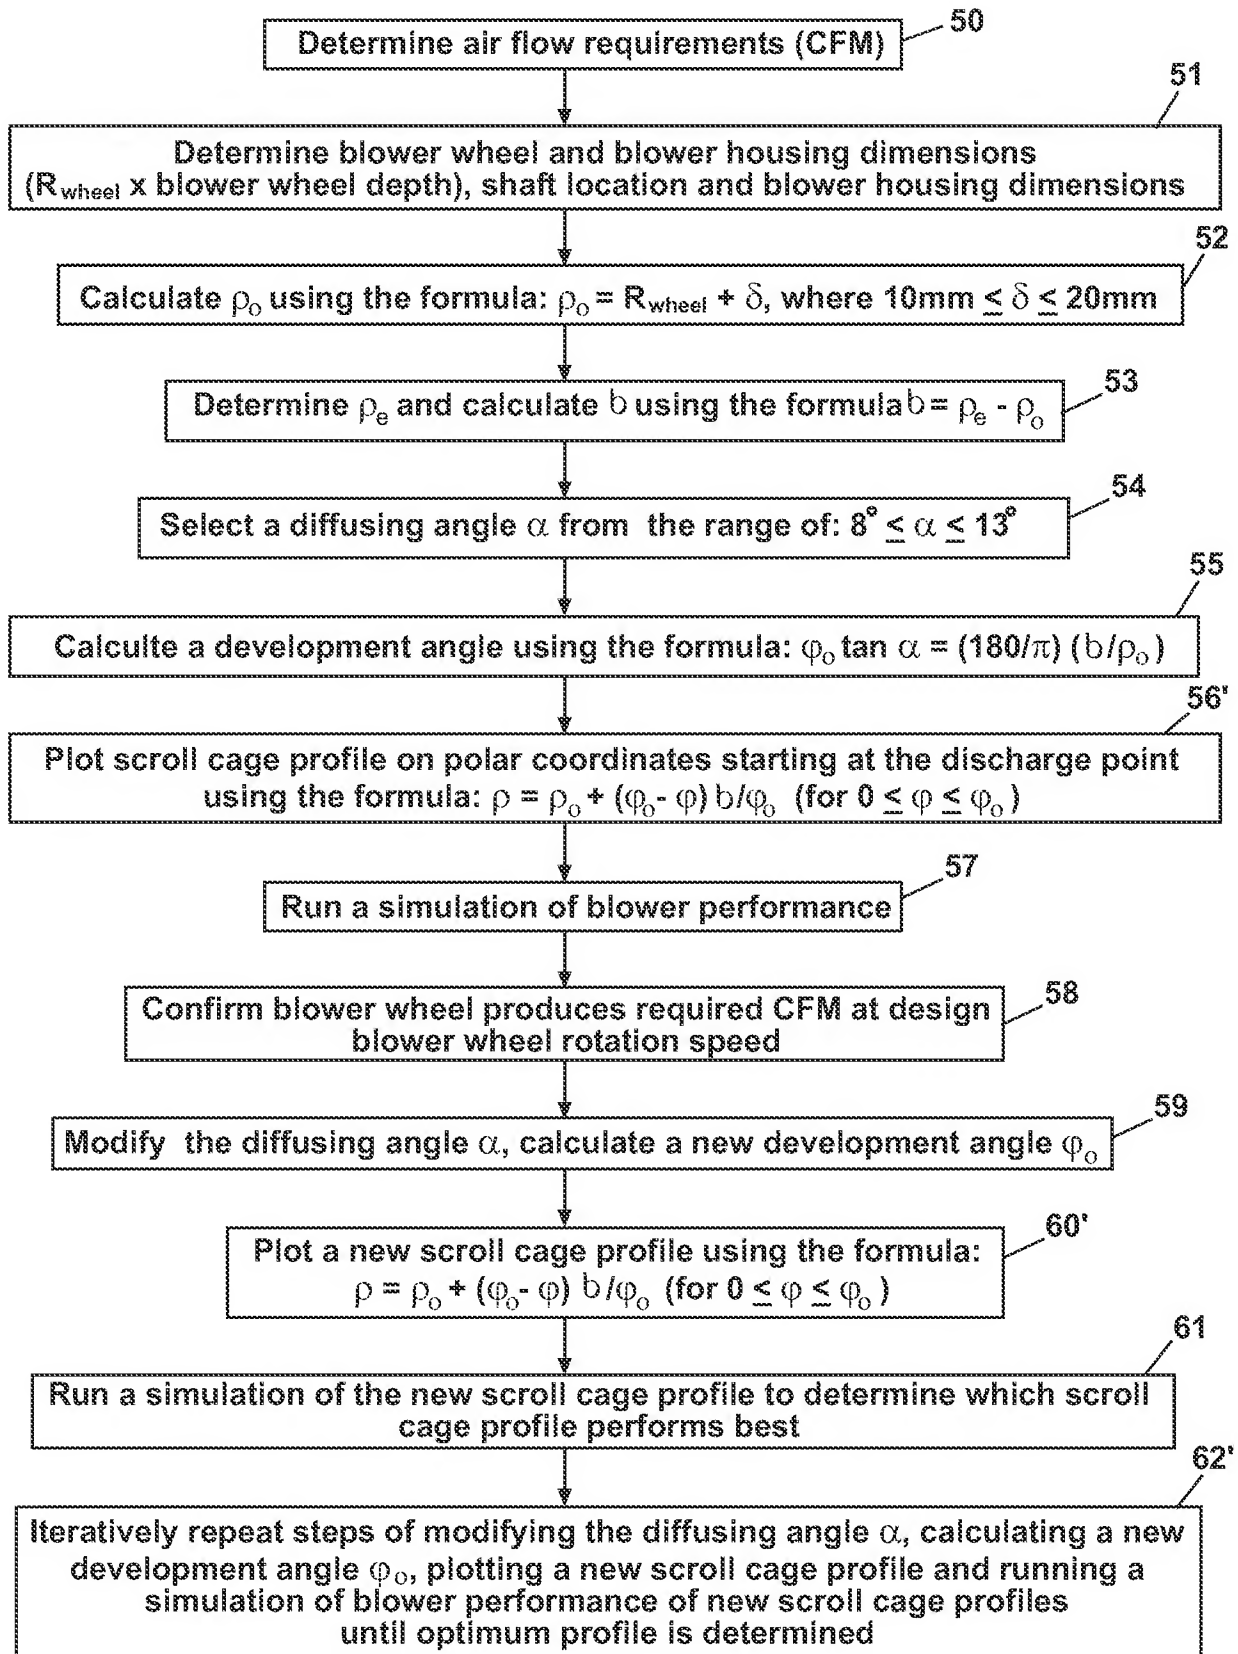 50
Determine air flow requirements (CFM)
51
Determine blower wheel and blower housing dimensions
(Rwheel x blower wheel depth), shaft location and blower housing dimensions
52
Calculate ρo using the formula: ρo = Rwheel + δ, where 10mm ≤ δ ≤ 20mm
53
Determine ρe and calculate b using the formula b = ρe - ρo
54
Select a diffusing angle α from the range of: 8° ≤ α ≤ 13°
55
Calculte a development angle using the formula: φo tan α = (180/π) (b/ρo)
56'
Plot scroll cage profile on polar coordinates starting at the discharge point
using the formula: ρ = ρo + (φo- φ) b/φo (for 0 ≤ φ ≤ φo)
57
Run a simulation of blower performance
58
Confirm blower wheel produces required CFM at design
blower wheel rotation speed
59
Modify the diffusing angle α, calculate a new development angle φo
60'
Plot a new scroll cage profile using the formula:
ρ = ρo + (φo- φ) b/φo (for 0 ≤ φ ≤ φo)
61
Run a simulation of the new scroll cage profile to determine which scroll
cage profile performs best
62'
Iteratively repeat steps of modifying the diffusing angle α, calculating a new
development angle φo, plotting a new scroll cage profile and running a
simulation of blower performance of new scroll cage profiles
until optimum profile is determined